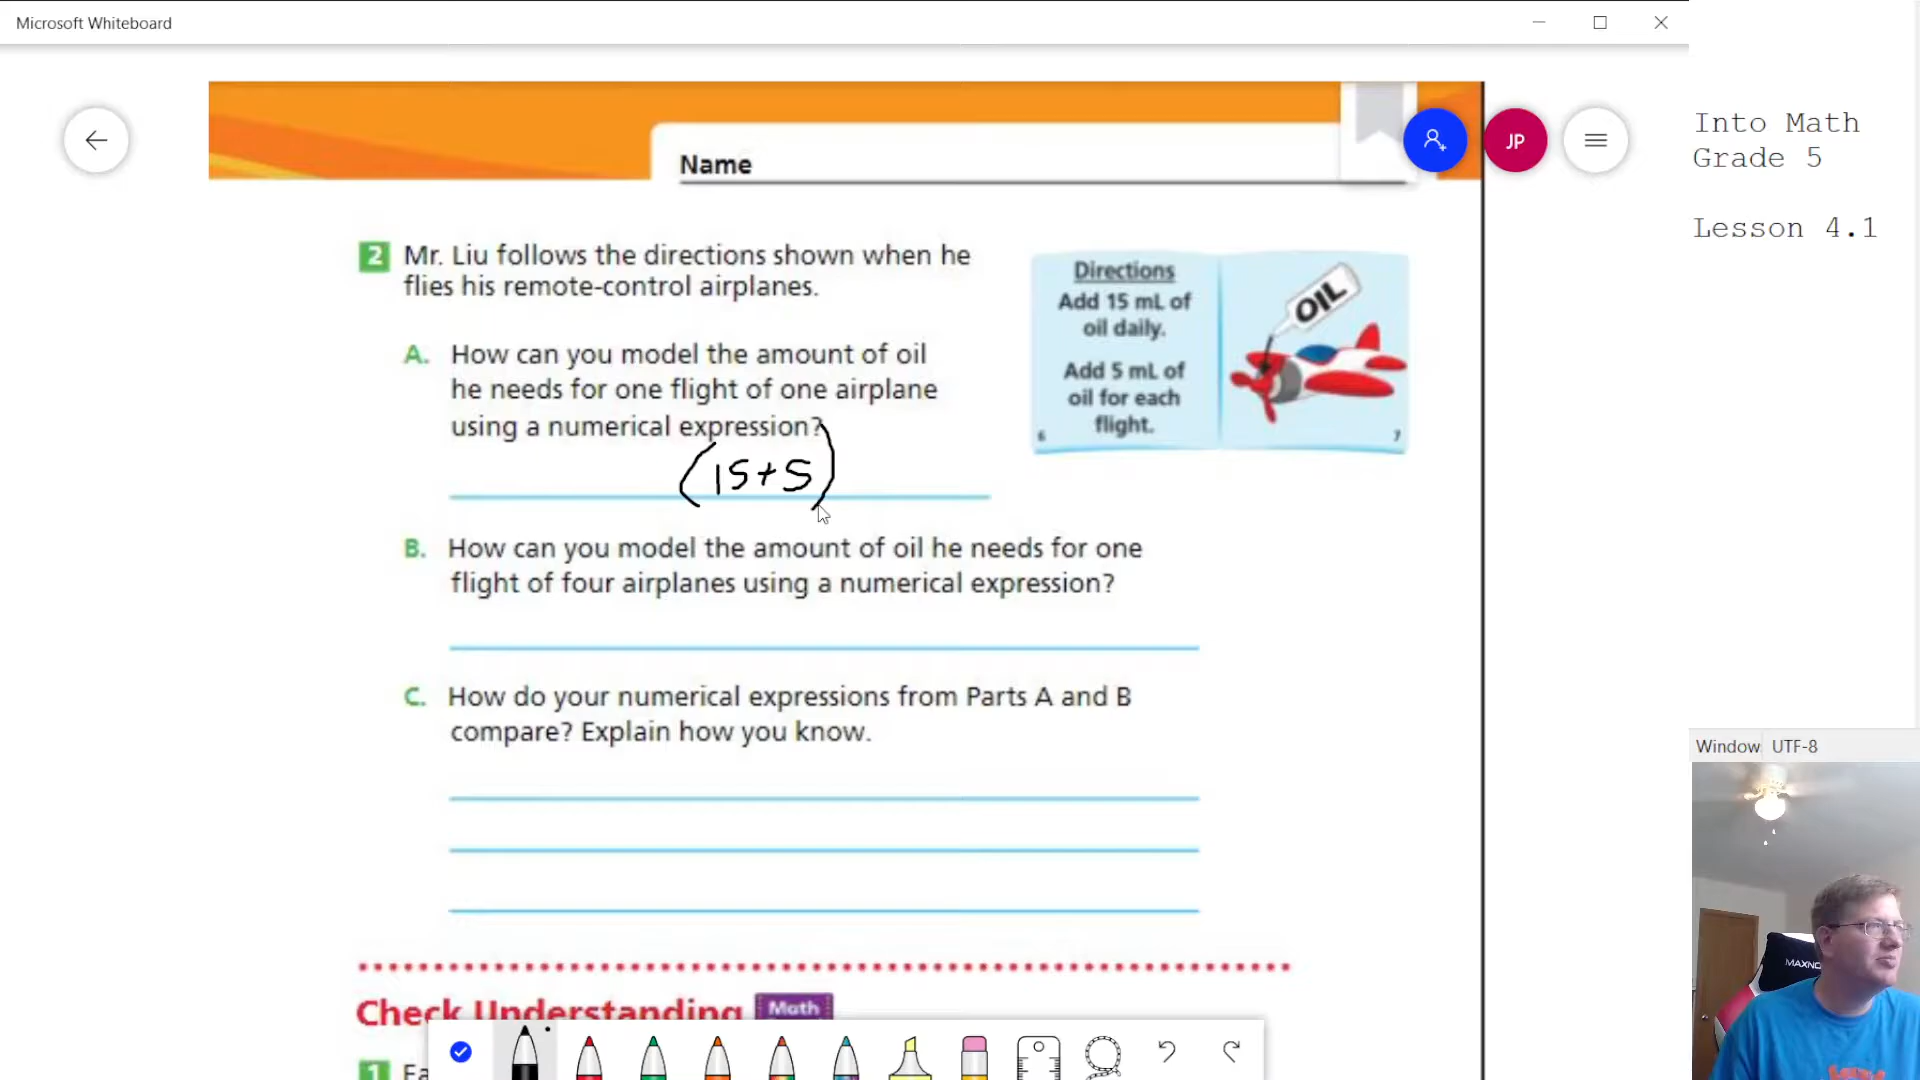 Microsoft Whiteboard
Into Math
Grade 5
Lesson 4.1
JP
Name
2 Mr. Liu follows the directions shown when he
flies his remote-control airplanes.
Directions
Add 15 mL of
oil daily.
Add 5 mL of
oil for each
flight.
6
OIL
7
A. How can you model the amount of oil
he needs for one flight of one airplane
using a numerical expression?
(15+5)
B. How can you model the amount of oil he needs for one
flight of four airplanes using a numerical expression?
C. How do your numerical expressions from Parts A and B
compare? Explain how you know.
Check Understanding Math
1
Window UTF-8